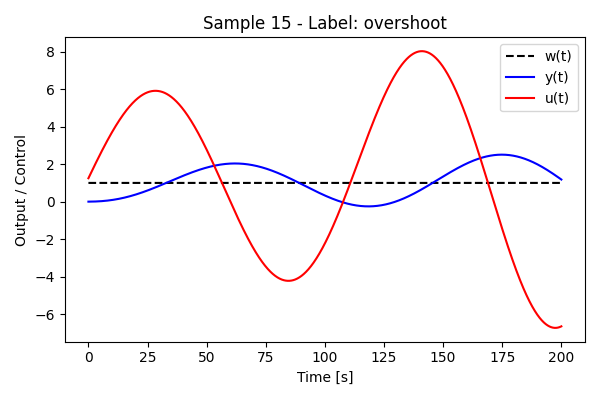 Sample 15 - Label: overshoot
w(t)
y(t)
u(t)
Output / Control
8
6
4
2
0
−2
−4
−6
0 25 50 75 100 125 150 175 200
Time [s]